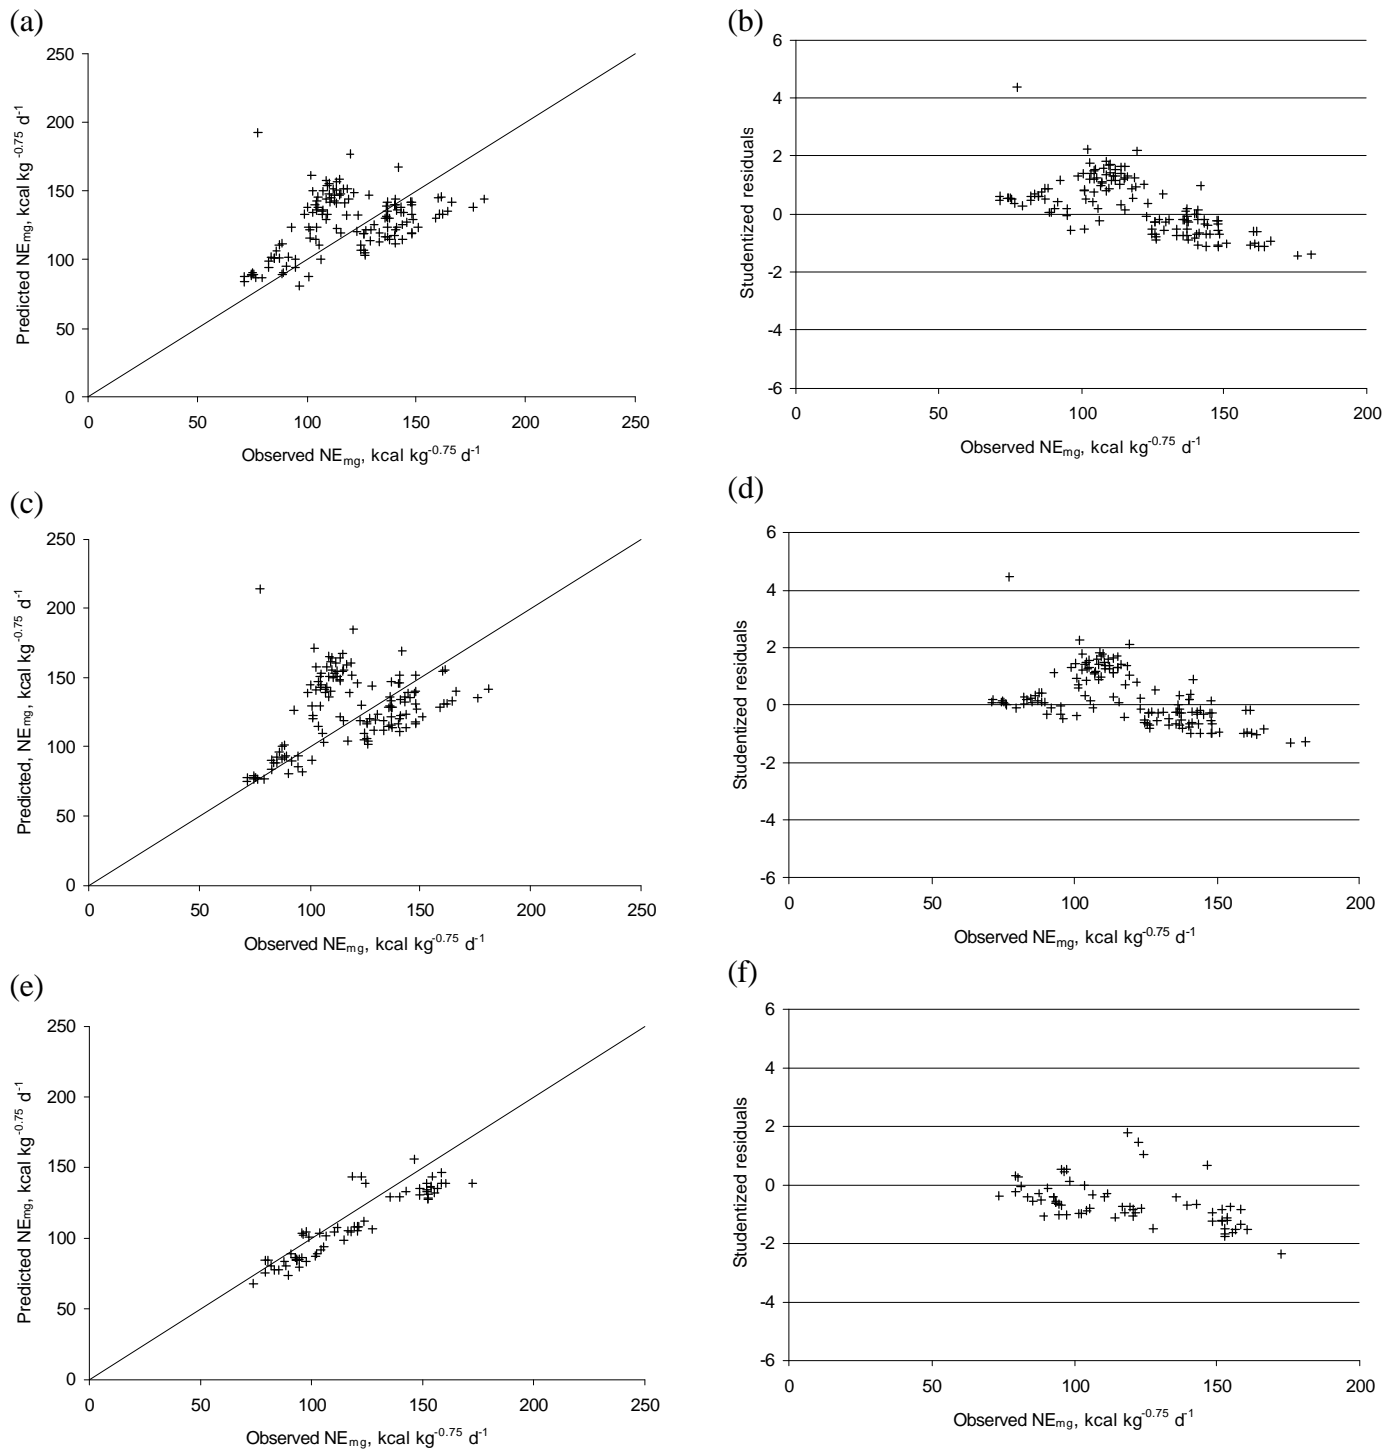 (a)
250
200
150
100
50
0
0 50 100 150 200 250
Predicted NEmg, kcal kg-0.75 d-1
Observed NEmg, kcal kg-0.75 d-1
(b)
6
4
2
0
-2
-4
-6
0 50 100 150 200
Studentized residuals
Observed NEmg, kcal kg-0.75 d-1
(c)
250
200
150
100
50
0
0 50 100 150 200 250
Predicted, NEmg, kcal kg-0.75 d-1
Observed NEmg, kcal kg-0.75 d-1
(d)
6
4
2
0
-2
-4
-6
0 50 100 150 200
Studentized residuals
Observed NEmg, kcal kg-0.75 d-1
(e)
250
200
150
100
50
0
0 50 100 150 200 250
Predicted NEmg, kcal kg-0.75 d-1
Observed NEmg, kcal kg-0.75 d-1
(f)
6
4
2
0
-2
-4
-6
0 50 100 150 200
Studentized residuals
Observed NEmg, kcal kg-0.75 d-1